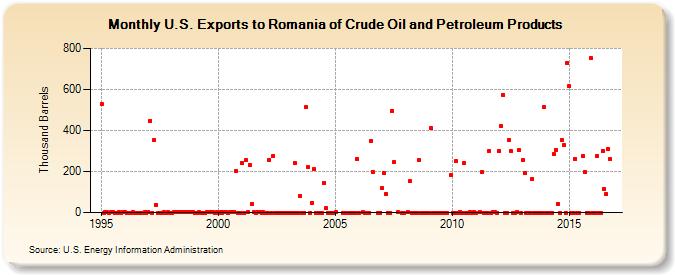 Monthly U.S. Exports to Romania of Crude Oil and Petroleum Products
Thousand Barrels
800
600
400
200
0
1995 2000 2005 2010 2015
Source: U.S. Energy Information Administration